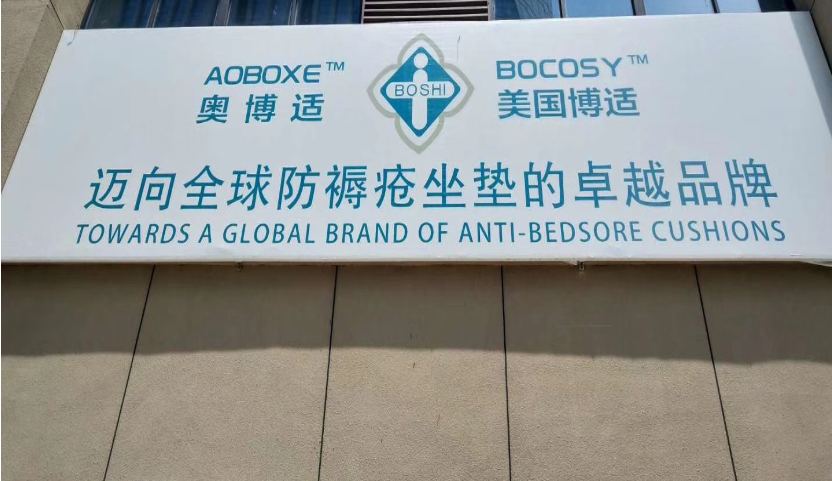 AOBOXE™
奥博适
BOSHI
BOCOSY™
美国博适
迈向全球防褥疮坐垫的卓越品牌
TOWARDS A GLOBAL BRAND OF ANTI-BEDSORE CUSHIONS